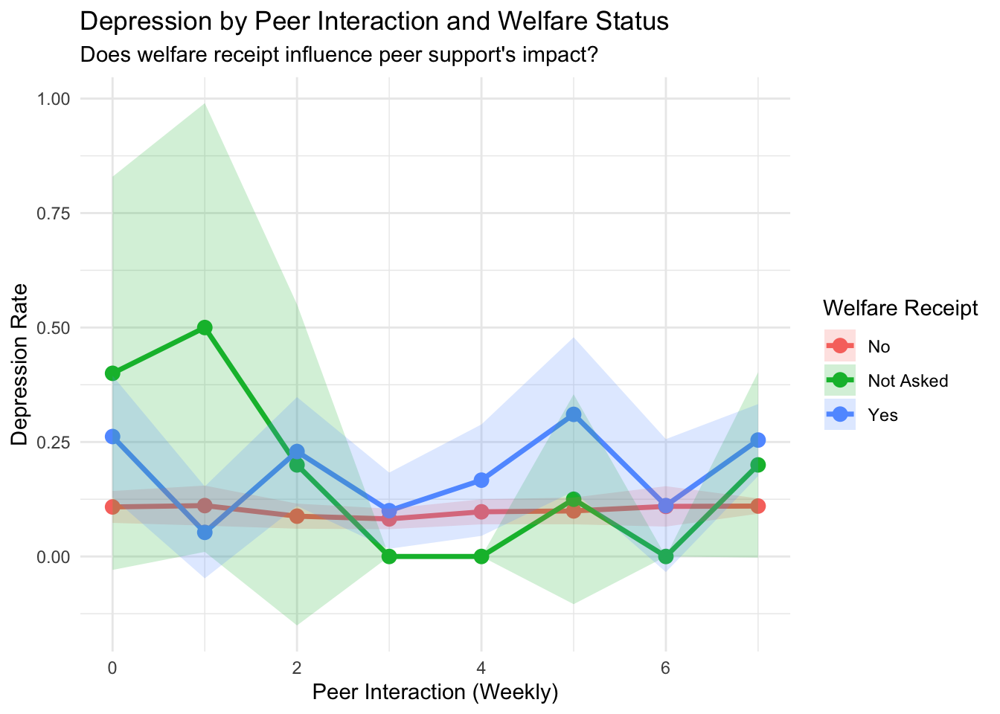 Depression by Peer Interaction and Welfare Status
Does welfare receipt influence peer support's impact?
1.00
0.75
0.50
0.25
0.00
Depression Rate
0 2 4 6
Peer Interaction (Weekly)
Welfare Receipt
No
Not Asked
Yes